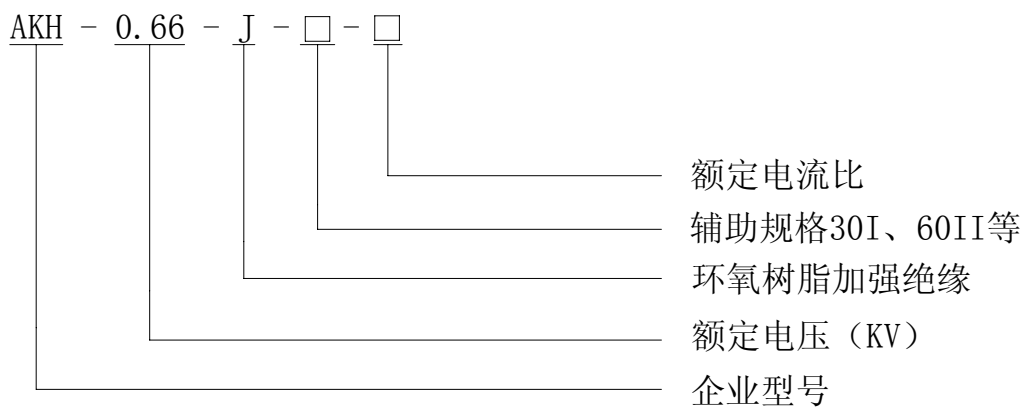 AKH - 0.66 - J - □ - □
额定电流比
辅助规格30I、60II等
环氧树脂加强绝缘
额定电压（KV）
企业型号